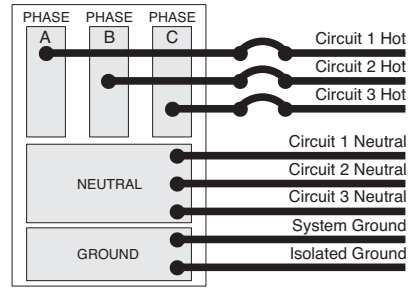 PHASE PHASE PHASE
A B C
Circuit 1 Hot
Circuit 2 Hot
Circuit 3 Hot
Circuit 1 Neutral
Circuit 2 Neutral
NEUTRAL
Circuit 3 Neutral
System Ground
GROUND
Isolated Ground